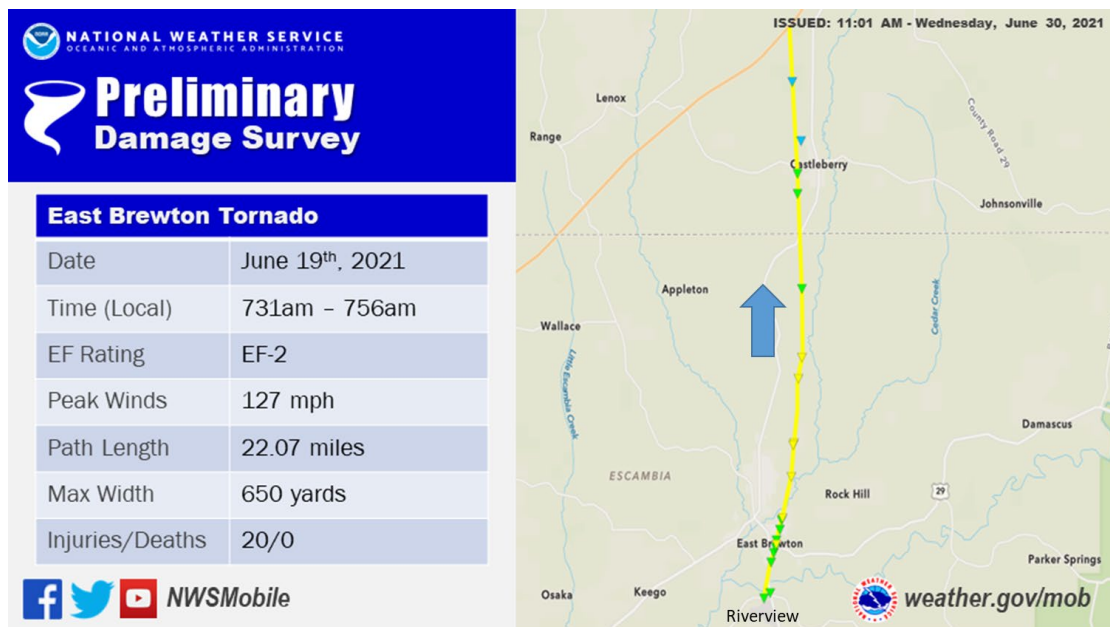 NATIONAL WEATHER SERVICE
OCEANIC AND ATMOSPHERIC ADMINISTRATION
Preliminary
Damage Survey
East Brewton Tornado
Date June 19th, 2021
Time (Local) 731am – 756am
EF Rating EF-2
Peak Winds 127 mph
Path Length 22.07 miles
Max Width 650 yards
Injuries/Deaths 20/0
NWSMobile
ISSUED: 11:01 AM - Wednesday, June 30, 2021
Lenox
County Road 29
Range
Castleberry
Johnsonville
Appleton
Cedar Creek
Wallace
Little Escambia Creek
Damascus
ESCAMBIA
Rock Hill
29
East Brewton
Parker Springs
Osaka
Keego
Riverview
weather.gov/mob